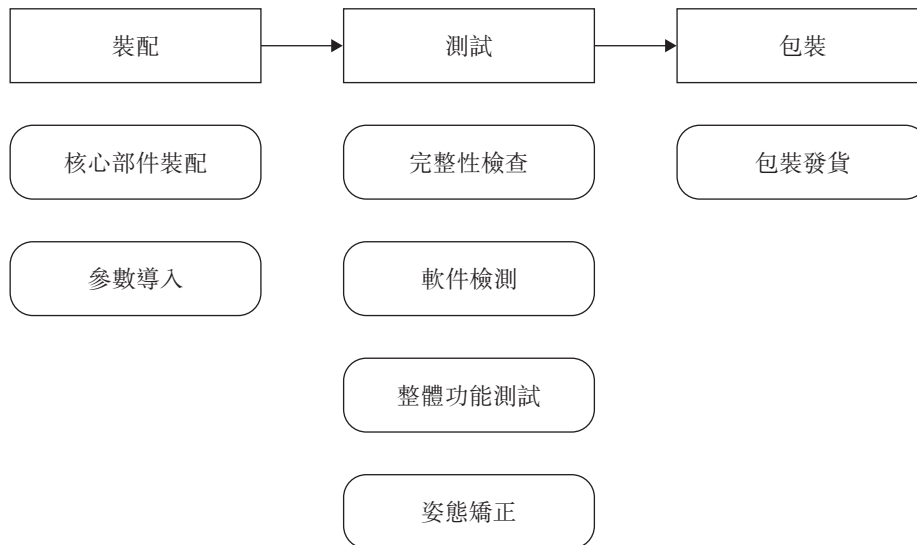 裝配
測試
包裝
核心部件裝配
完整性檢查
包裝發貨
參數導入
軟件檢測
整體功能測試
姿態矯正